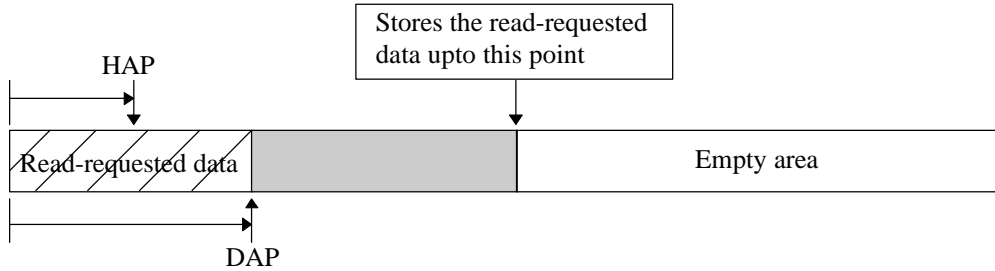 Stores the read-requested
data upto this point
HAP
Read-requested data
Empty area
DAP